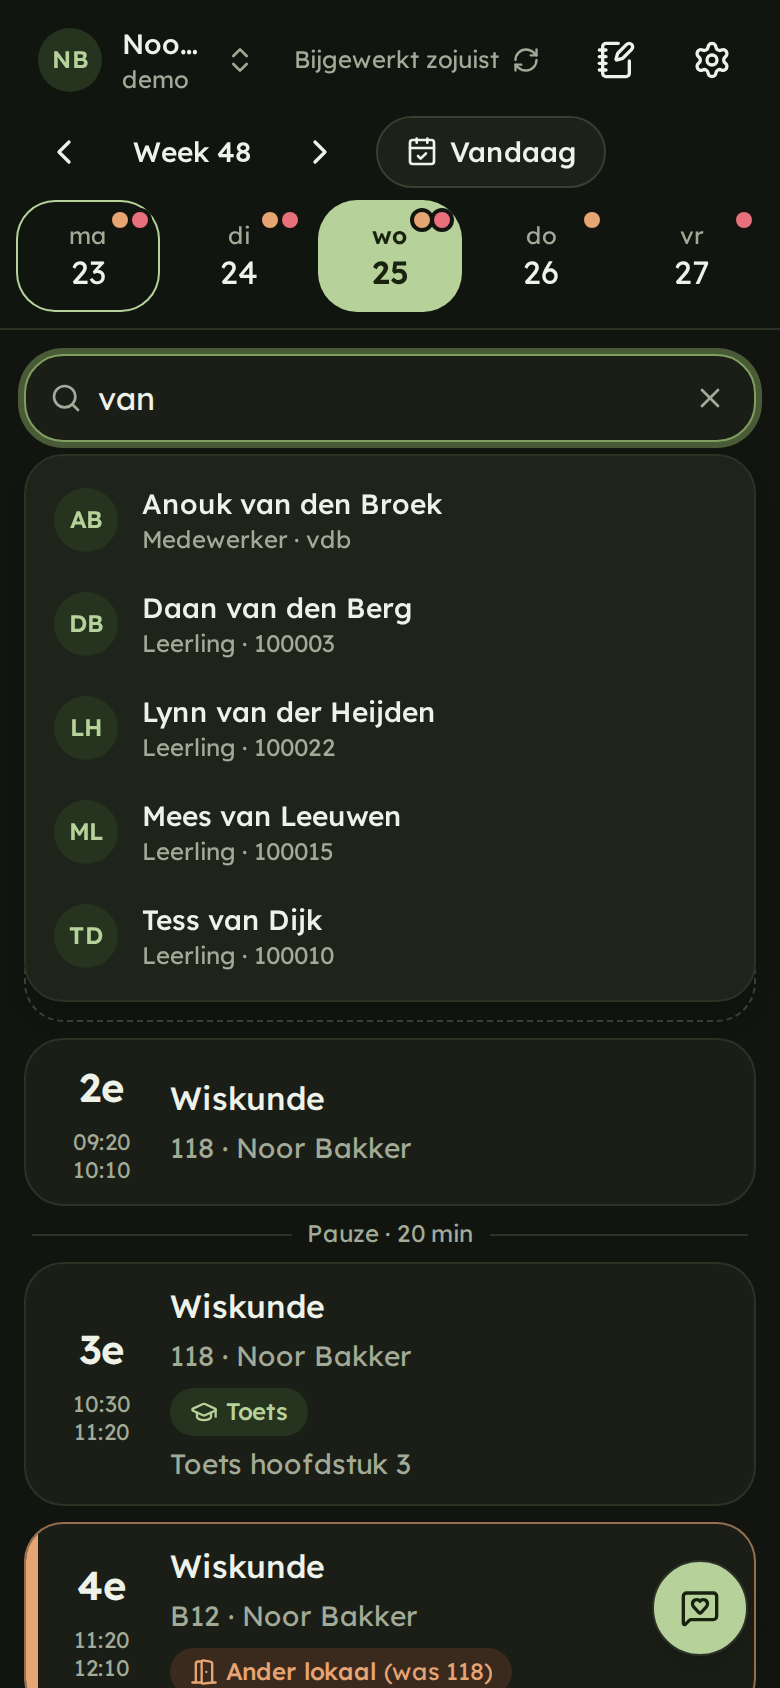 NB
Noo...
demo
Bijgewerkt zojuist
Week 48
Vandaag
ma
23
di
24
wo
25
do
26
vr
27
van
AB
Anouk van den Broek
Medewerker · vdb
DB
Daan van den Berg
Leerling · 100003
LH
Lynn van der Heijden
Leerling · 100022
ML
Mees van Leeuwen
Leerling · 100015
TD
Tess van Dijk
Leerling · 100010
2e
09:20
10:10
Wiskunde
118 · Noor Bakker
Pauze · 20 min
3e
10:30
11:20
Wiskunde
118 · Noor Bakker
Toets
Toets hoofdstuk 3
4e
11:20
12:10
Wiskunde
B12 · Noor Bakker
Ander lokaal (was 118)